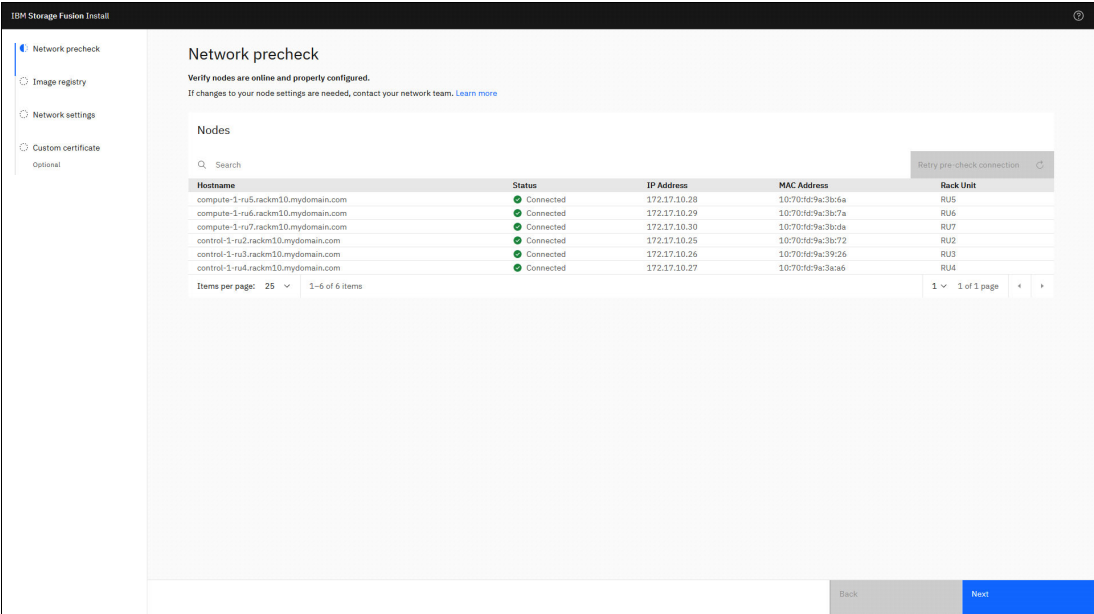 IBM Storage Fusion Install
Network precheck
Image registry
Network settings
Custom certificate
Optional
Network precheck
Verify nodes are online and properly configured.
If changes to your node settings are needed, contact your network team. Learn more
Nodes
Search
Retry pre-check connection
Hostname Status IP Address MAC Address Rack Unit
compute-1-ru5.rackm10.mydomain.com Connected 172.17.10.28 10:70:fd:9a:3b:6a RU5
compute-1-ru6.rackm10.mydomain.com Connected 172.17.10.29 10:70:fd:9a:3b:7a RU6
compute-1-ru7.rackm10.mydomain.com Connected 172.17.10.30 10:70:fd:9a:3b:da RU7
control-1-ru2.rackm10.mydomain.com Connected 172.17.10.25 10:70:fd:9a:3b:72 RU2
control-1-ru3.rackm10.mydomain.com Connected 172.17.10.26 10:70:fd:9a:39:26 RU3
control-1-ru4.rackm10.mydomain.com Connected 172.17.10.27 10:70:fd:9a:3a:a6 RU4
Items per page: 25 1–6 of 6 items 1 1 of 1 page
Back Next